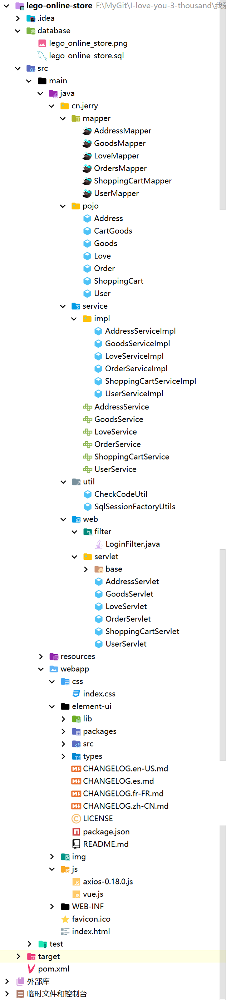 lego-online-store F:\MyGit\I-love-you-3-thousand\我爱
.idea
database
lego_online_store.png
lego_online_store.sql
src
main
java
cn.jerry
mapper
AddressMapper
GoodsMapper
LoveMapper
OrdersMapper
ShoppingCartMapper
UserMapper
pojo
Address
CartGoods
Goods
Love
Order
ShoppingCart
User
service
impl
AddressServiceImpl
GoodsServiceImpl
LoveServiceImpl
OrderServiceImpl
ShoppingCartServiceImpl
UserServiceImpl
AddressService
GoodsService
LoveService
OrderService
ShoppingCartService
UserService
util
CheckCodeUtil
SqlSessionFactoryUtils
web
filter
LoginFilter.java
servlet
base
AddressServlet
GoodsServlet
LoveServlet
OrderServlet
ShoppingCartServlet
UserServlet
resources
webapp
css
index.css
element-ui
lib
packages
src
types
CHANGELOG.en-US.md
CHANGELOG.es.md
CHANGELOG.fr-FR.md
CHANGELOG.zh-CN.md
LICENSE
package.json
README.md
img
js
axios-0.18.0.js
vue.js
WEB-INF
favicon.ico
index.html
test
target
pom.xml
外部库
临时文件和控制台